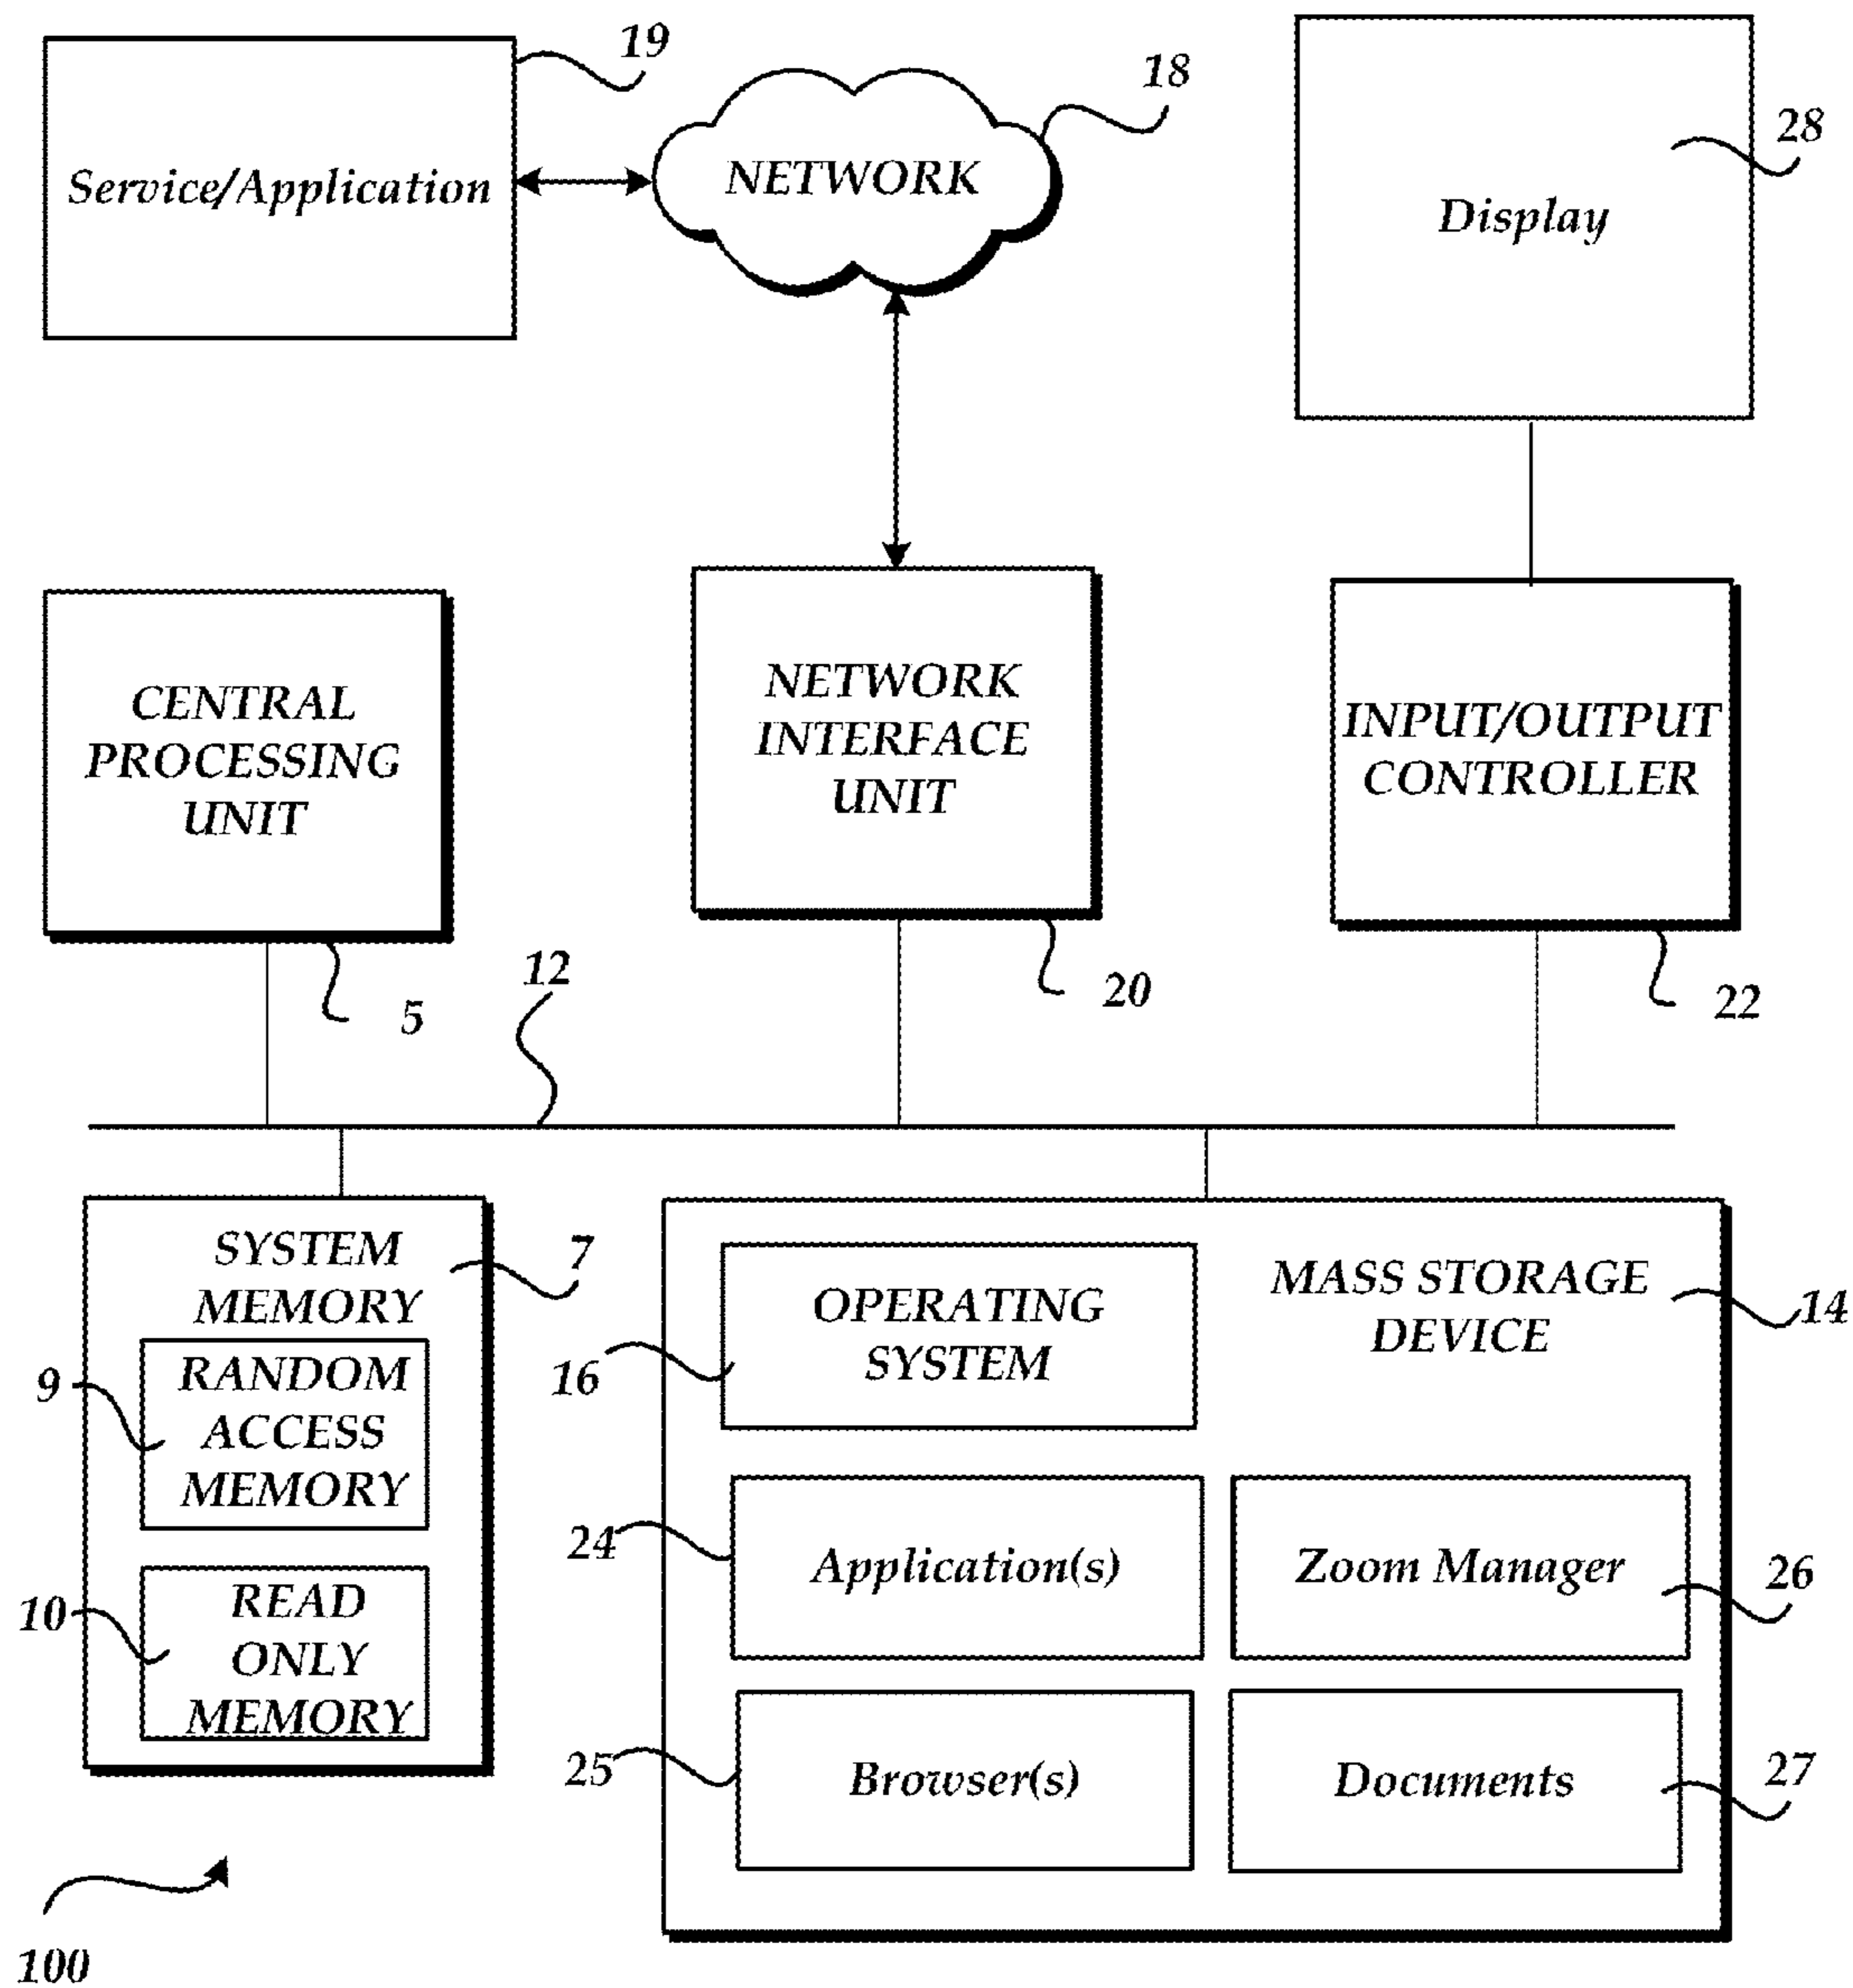 19
18
28
Service/Application
NETWORK
Display
CENTRAL
PROCESSING
UNIT
NETWORK
INTERFACE
UNIT
INPUT/OUTPUT
CONTROLLER
5
12
20
22
SYSTEM
MEMORY
7
RANDOM
ACCESS
MEMORY
9
READ
ONLY
MEMORY
10
OPERATING
SYSTEM
16
MASS STORAGE
DEVICE
14
24
Application(s)
Zoom Manager
26
25
Browser(s)
Documents
27
100